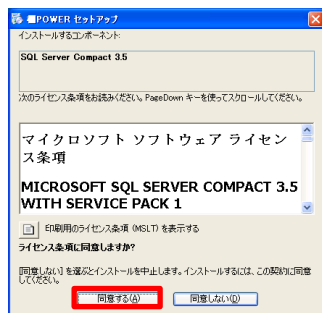 POWER セットアップ
インストールするコンポーネント:
SQL Server Compact 3.5
次のライセンス条項をお読みください。PageDown キーを使ってスクロールしてください。
マイクロソフト ソフトウェア ライセン
ス条項
MICROSOFT SQL SERVER COMPACT 3.5
WITH SERVICE PACK 1
印刷用のライセンス条項 (MSLT) を表示する
ライセンス条項に同意しますか?
[同意しない] を選ぶとインストールを中止します。インストールするには、この契約に同意
してください。
同意する(A)
同意しない(D)